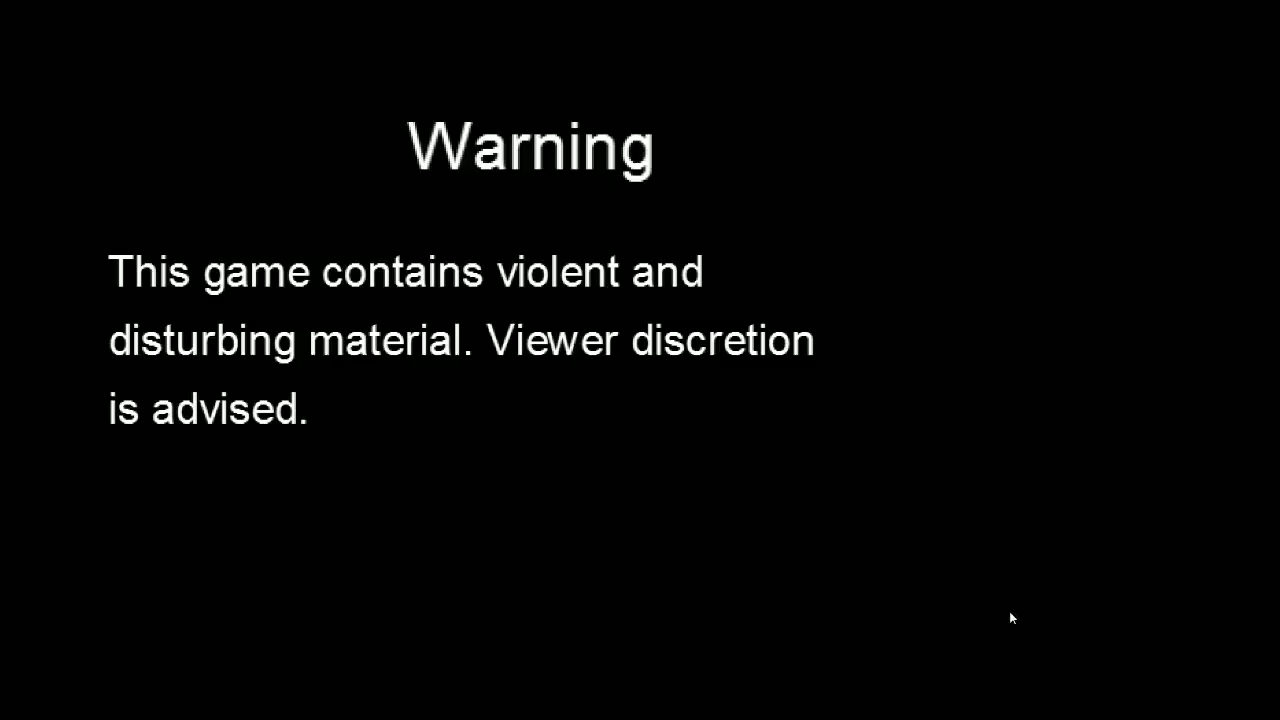 Warning
This game contains violent and
disturbing material. Viewer discretion
is advised.